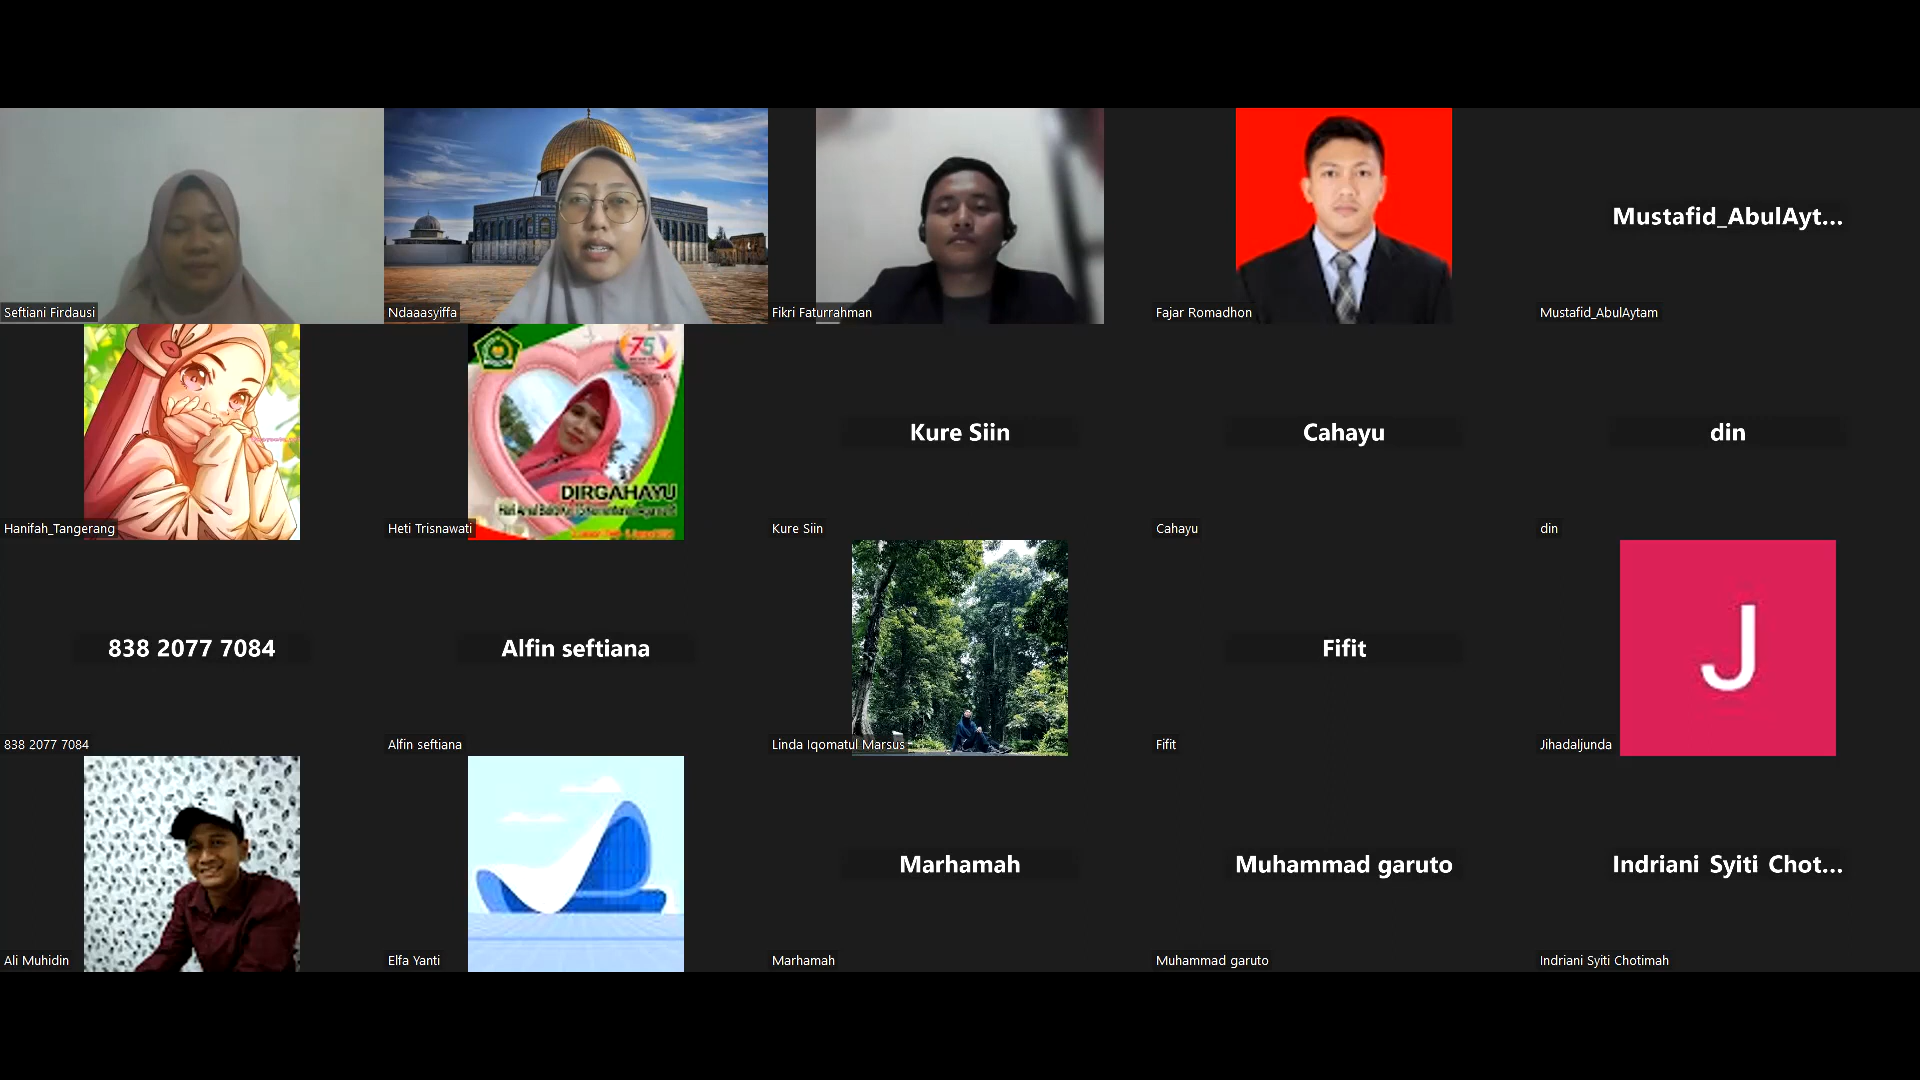 Seftiani Firdausi
Ndaaasyiffa
Fikri Faturrahman
Fajar Romadhon
Mustafid_AbulAyt...
Mustafid_AbulAytam
75
DIRGAHAYU
Hanifah_Tangerang
Heti Trisnawati
Kure Siin
Kure Siin
Cahayu
Cahayu
din
din
838 2077 7084
838 2077 7084
Alfin seftiana
Alfin seftiana
Linda Iqomatul Marsus
Fifit
Fifit
J
Jihadaljunda
Ali Muhidin
Elfa Yanti
Marhamah
Marhamah
Muhammad garuto
Muhammad garuto
Indriani Syiti Chot...
Indriani Syiti Chotimah